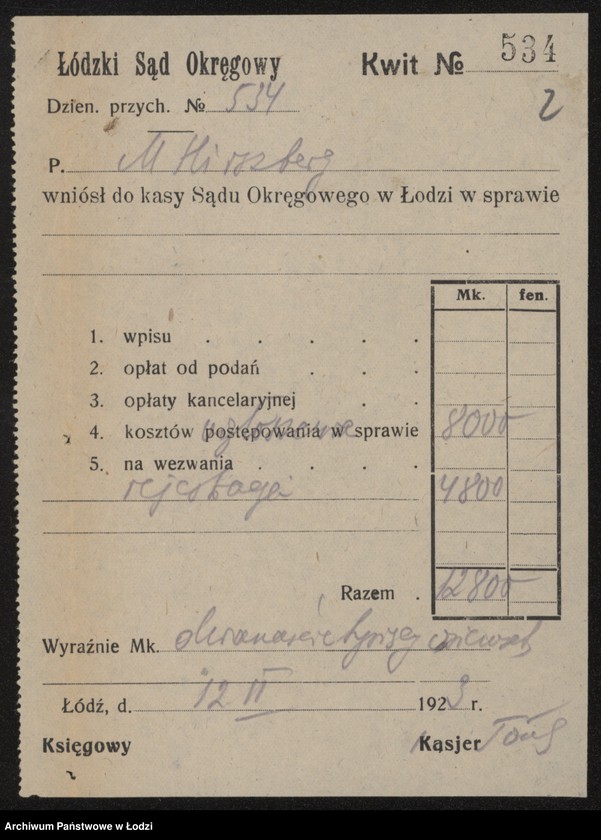 Łódzki Sąd Okręgowy
Kwit № 534
Dzien. przych. № 534
2
P. M Hirszberg
wniósł do kasy Sądu Okręgowego w Łodzi w sprawie
Mk. fen.
1. wpisu . . . . .
2. opłat od podań . . .
3. opłaty kancelaryjnej . .
4. kosztów postępowania w sprawie 8000
5. na wezwania . . . .
4800
Razem . 12800
Wyraźnie Mk.
Łódź, d. 12 II 1923 r.
Księgowy
Kasjer
Archiwum Państwowe w Łodzi